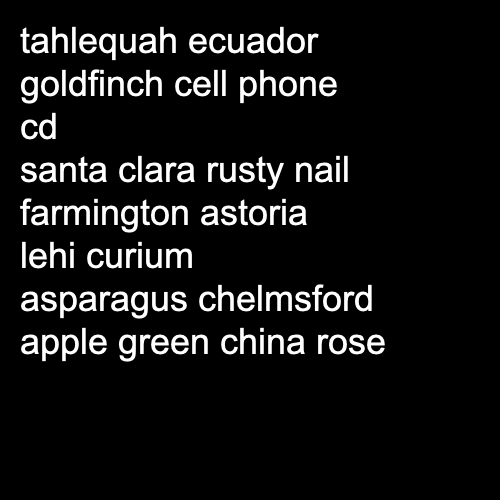 tahlequah ecuador
goldfinch cell phone
cd
santa clara rusty nail
farmington astoria
lehi curium
asparagus chelmsford
apple green china rose